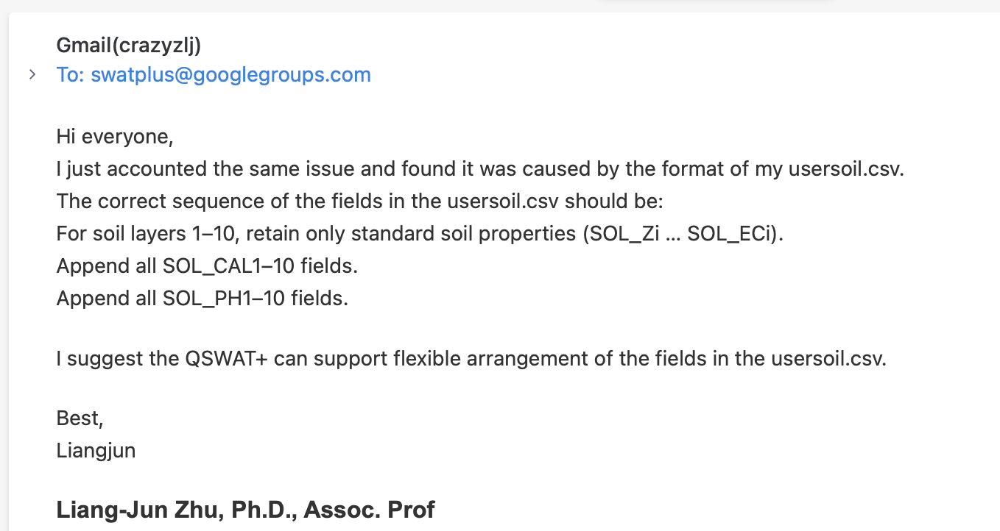 Gmail(crazyzlj)
To: swatplus@googlegroups.com
Hi everyone,
I just accounted the same issue and found it was caused by the format of my usersoil.csv.
The correct sequence of the fields in the usersoil.csv should be:
For soil layers 1–10, retain only standard soil properties (SOL_Zi ... SOL_ECi).
Append all SOL_CAL1–10 fields.
Append all SOL_PH1–10 fields.
I suggest the QSWAT+ can support flexible arrangement of the fields in the usersoil.csv.
Best,
Liangjun
Liang-Jun Zhu, Ph.D., Assoc. Prof